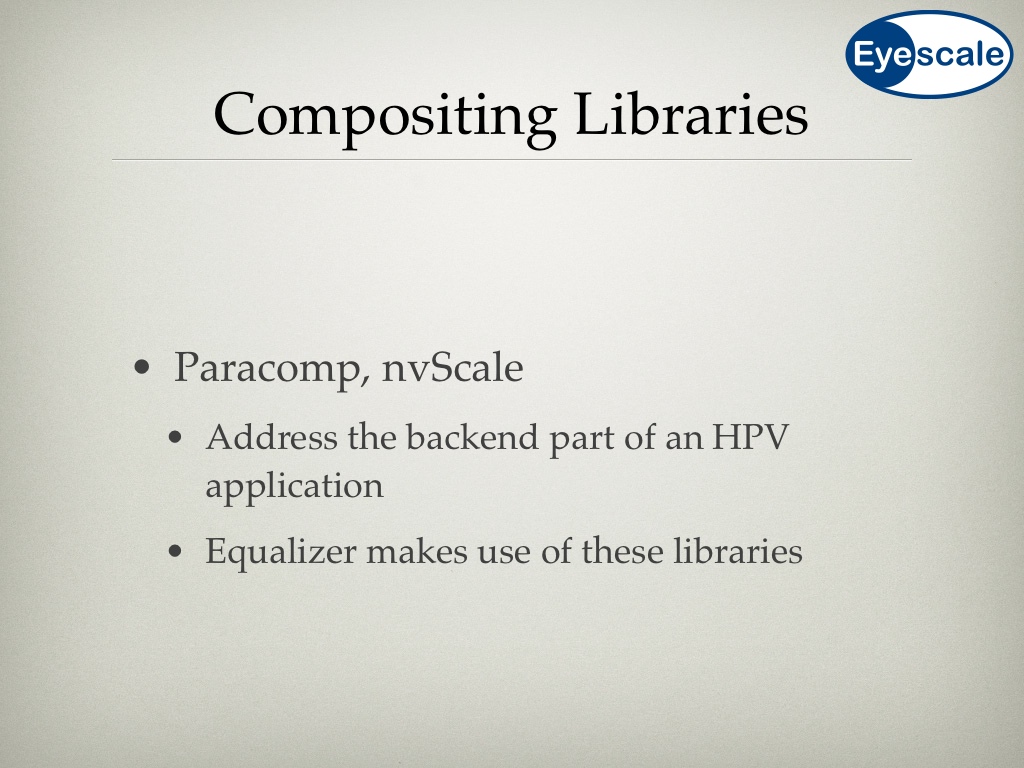 Eyescale
Compositing Libraries
• Paracomp, nvScale
• Address the backend part of an HPV
application
• Equalizer makes use of these libraries